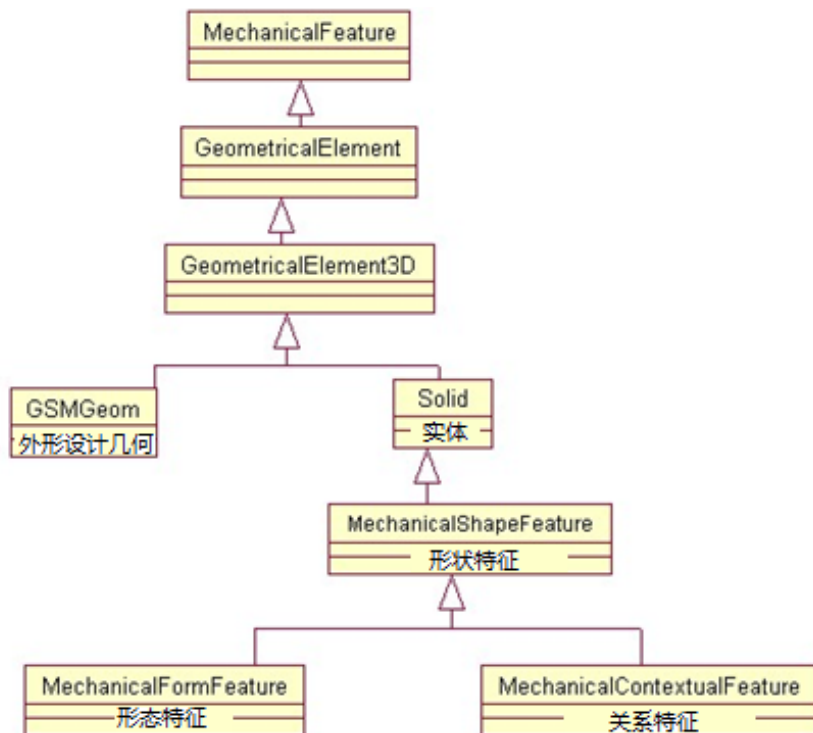 MechanicalFeature
GeometricalElement
GeometricalElement3D
GSMGeom
外形设计几何
Solid
实体
MechanicalShapeFeature
形状特征
MechanicalFormFeature
形态特征
MechanicalContextualFeature
关系特征